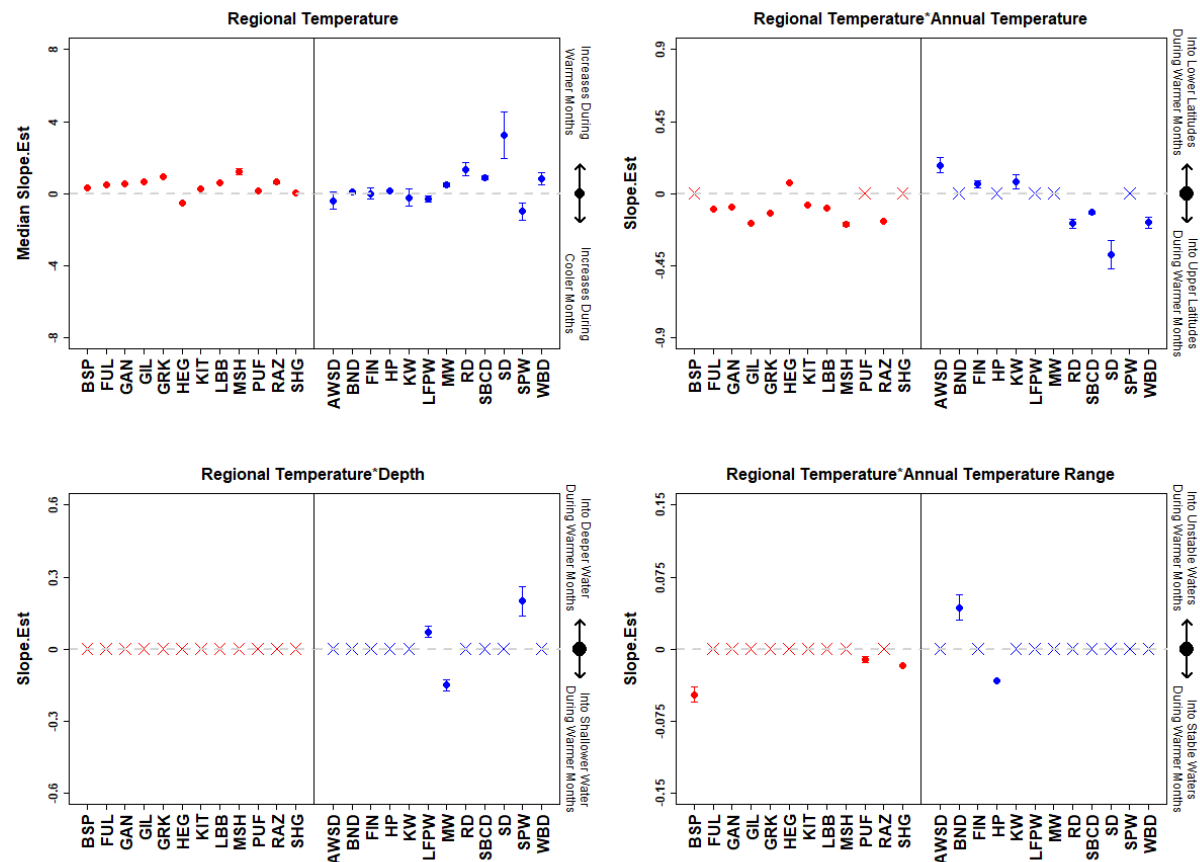 Regional Temperature
8
4
0
-4
-8
Median Slope.Est
Increases During
Warmer Months
Increases During
Cooler Months
BSP
FUL
GAN
GIL
GRK
HEG
KIT
LBB
MSH
PUF
RAZ
SHG
AWSD
BND
FIN
HP
KW
LFPW
MW
RD
SBCD
SD
SPW
WBD
Regional Temperature*Annual Temperature
0.9
0.45
0
-0.45
-0.9
Slope.Est
Into Lower Latitudes
During Warmer Months
Into Upper Latitudes
During Warmer Months
BSP
FUL
GAN
GIL
GRK
HEG
KIT
LBB
MSH
PUF
RAZ
SHG
AWSD
BND
FIN
HP
KW
LFPW
MW
RD
SBCD
SD
SPW
WBD
Regional Temperature*Depth
0.6
0.3
0
-0.3
-0.6
Slope.Est
Into Deeper Water
During Warmer Months
Into Shallower Water
During Warmer Months
BSP
FUL
GAN
GIL
GRK
HEG
KIT
LBB
MSH
PUF
RAZ
SHG
AWSD
BND
FIN
HP
KW
LFPW
MW
RD
SBCD
SD
SPW
WBD
Regional Temperature*Annual Temperature Range
0.15
0.075
0
-0.075
-0.15
Slope.Est
Into Unstable Waters
During Warmer Months
Into Stable Waters
During Warmer Months
BSP
FUL
GAN
GIL
GRK
HEG
KIT
LBB
MSH
PUF
RAZ
SHG
AWSD
BND
FIN
HP
KW
LFPW
MW
RD
SBCD
SD
SPW
WBD